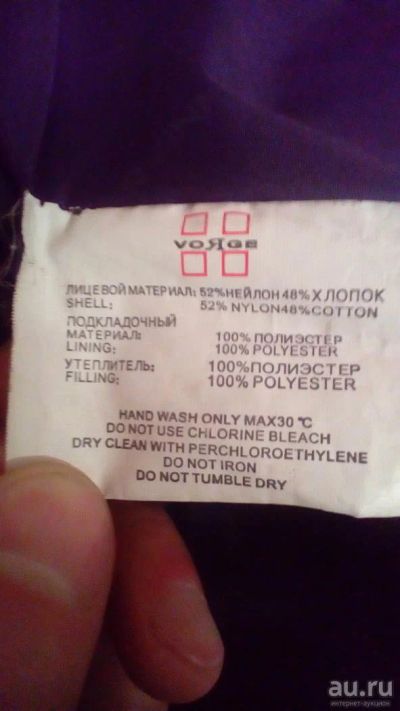 VOЯGE
ЛИЦЕВОЙ МАТЕРИАЛ: 52%НЕЙЛОН 48%ХЛОПОК
SHELL: 52% NYLON48%COTTON
ПОДКЛАДОЧНЫЙ
МАТЕРИАЛ: 100% ПОЛИЭСТЕР
LINING: 100% POLYESTER
УТЕПЛИТЕЛЬ: 100%ПОЛИЭСТЕР
FILLING: 100% POLYESTER
HAND WASH ONLY MAX30 ℃
DO NOT USE CHLORINE BLEACH
DRY CLEAN WITH PERCHLOROETHYLENE
DO NOT IRON
DO NOT TUMBLE DRY
au.ru
интернет-аукцион